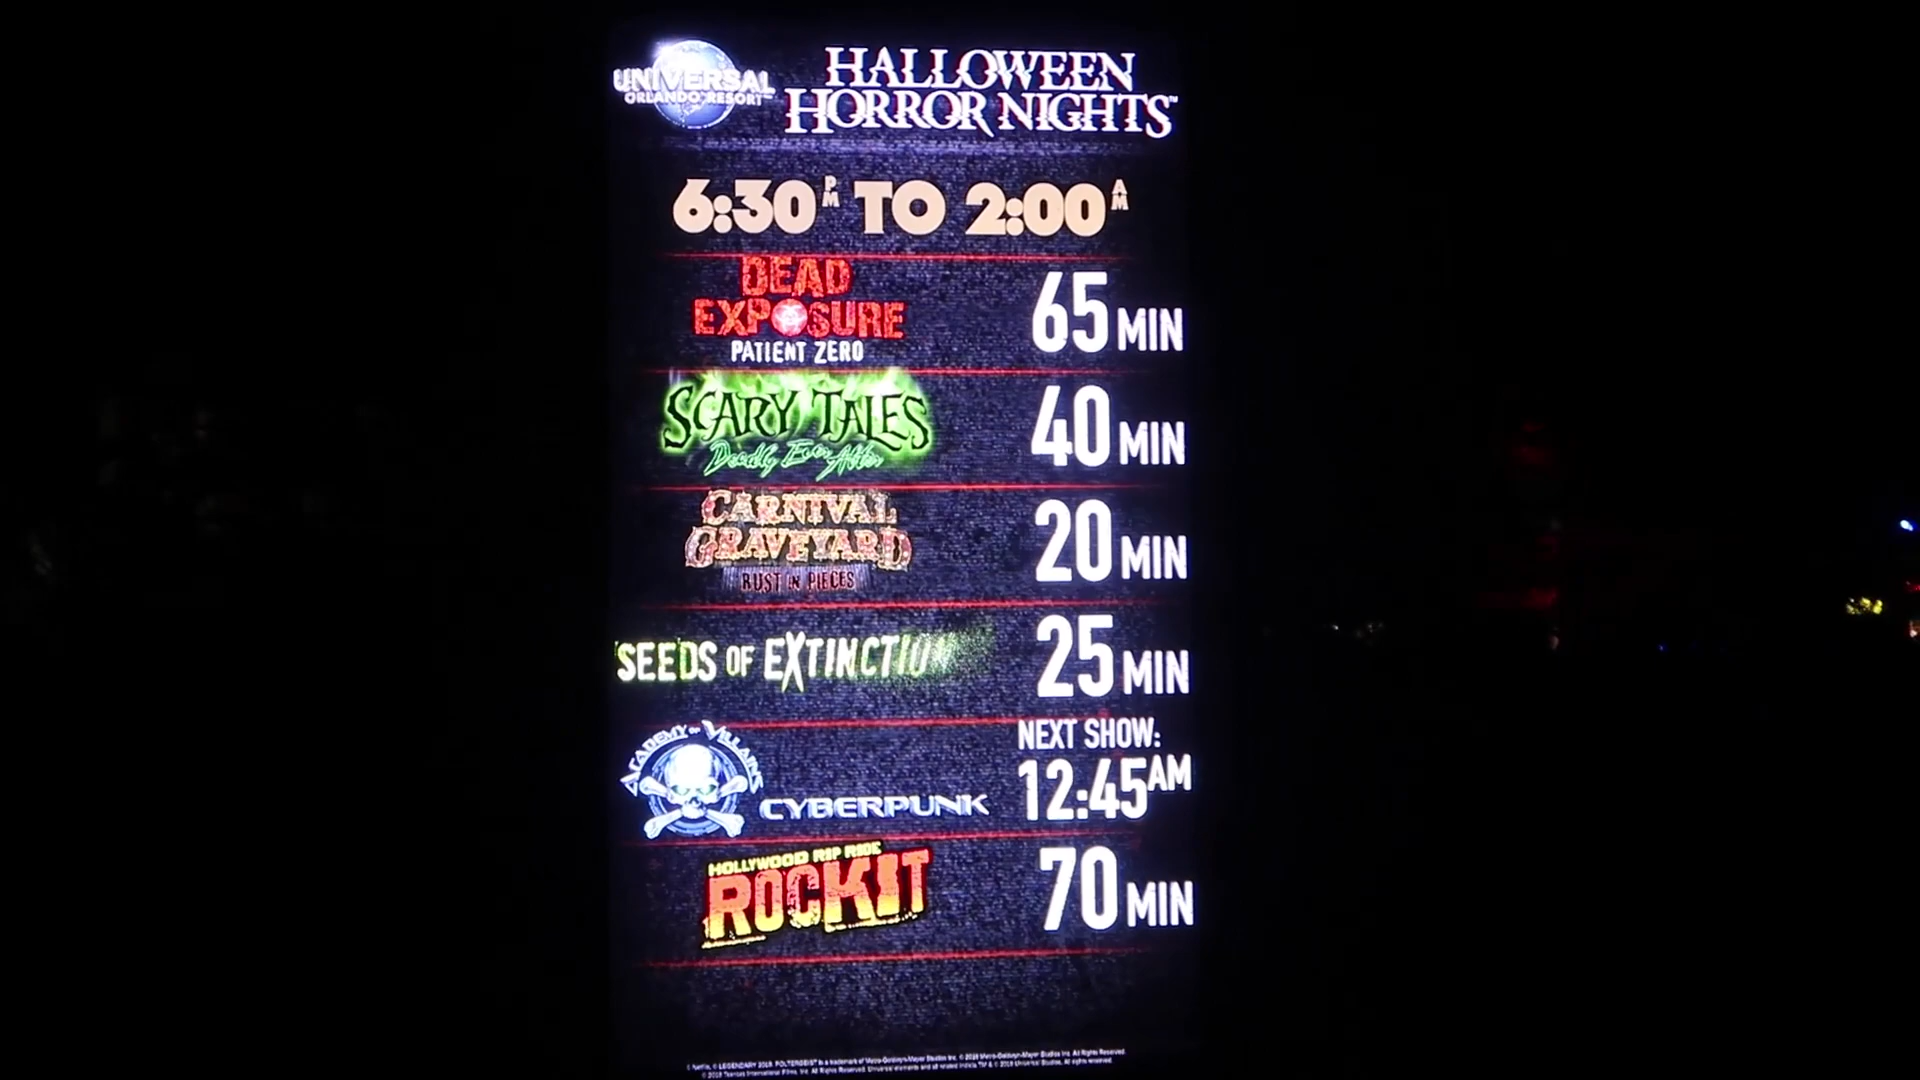 UNIVERSAL
ORLANDO RESORT™
HALLOWEEN
HORROR NIGHTS™
6:30PM TO 2:00AM
DEAD
EXPOSURE
PATIENT ZERO
65 MIN
SCARY TALES
Deadly Ever After
40 MIN
CARNIVAL
GRAVEYARD
RUST IN PIECES
20 MIN
SEEDS OF EXTINCTION
25 MIN
ACADEMY OF VILLAINS
CYBERPUNK
NEXT SHOW:
12:45AM
HOLLYWOOD RIP RIDE
ROCKIT
70 MIN